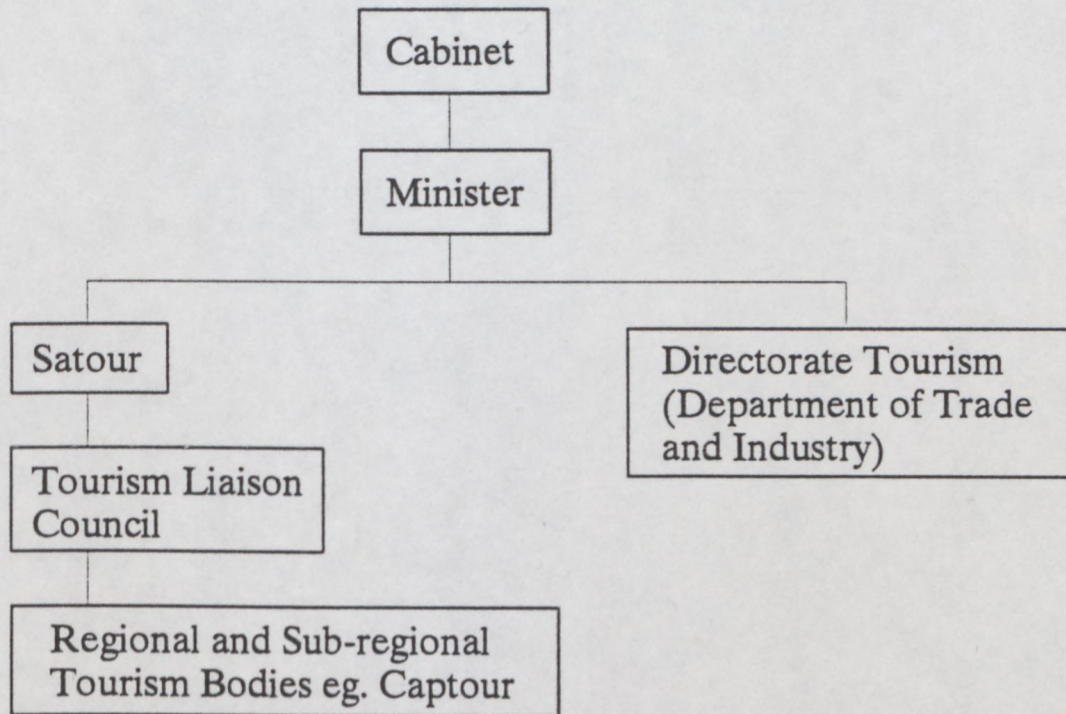 Cabinet
Minister
Satour
Directorate Tourism
(Department of Trade
and Industry)
Tourism Liaison
Council
Regional and Sub-regional
Tourism Bodies eg. Captour